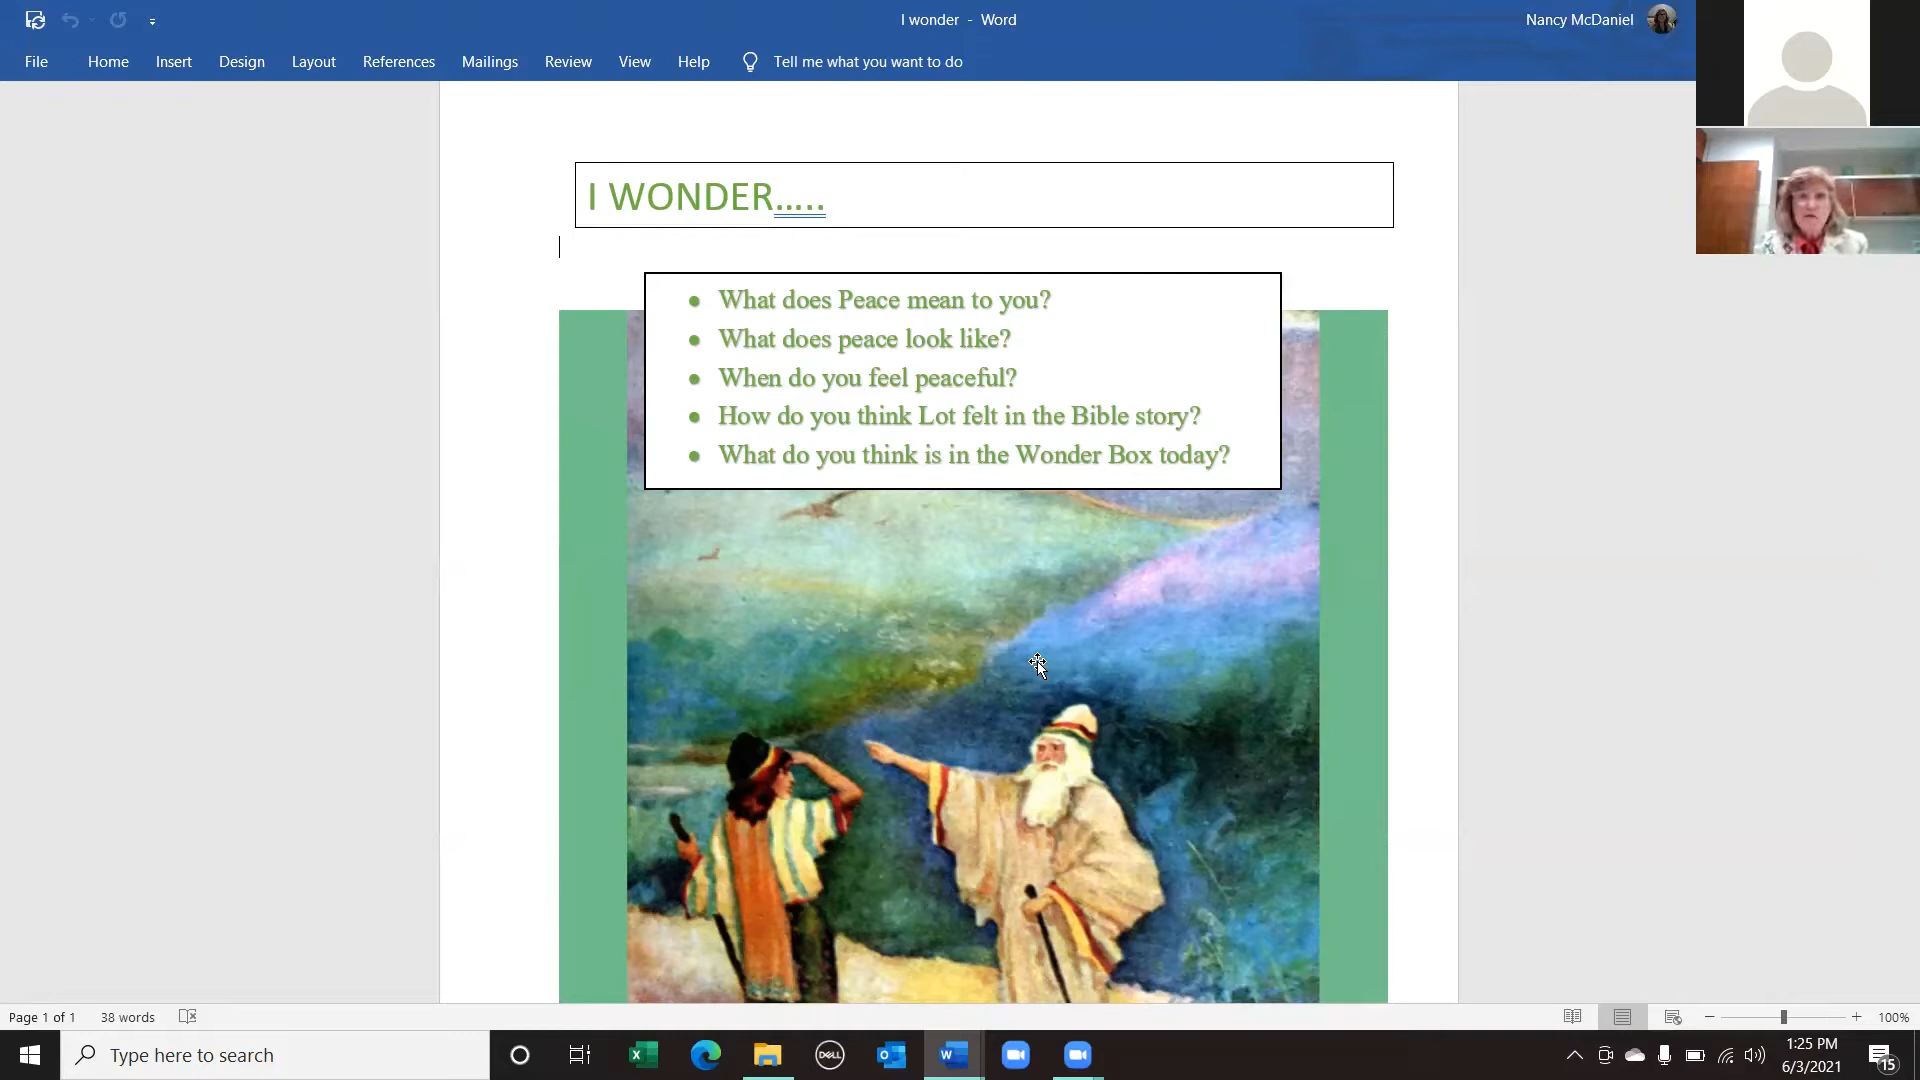 I wonder - Word
Nancy McDaniel
File Home Insert Design Layout References Mailings Review View Help Tell me what you want to do
I WONDER.....
What does Peace mean to you?
What does peace look like?
When do you feel peaceful?
How do you think Lot felt in the Bible story?
What do you think is in the Wonder Box today?
Page 1 of 1 38 words
100%
Type here to search
DELL
1:25 PM
6/3/2021
15